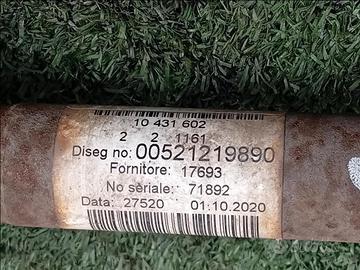 10 431 602
2 2 1161
Diseg no: 00521219890
Fornitore: 17693
No seriale: 71892
Data: 27520 01.10.2020